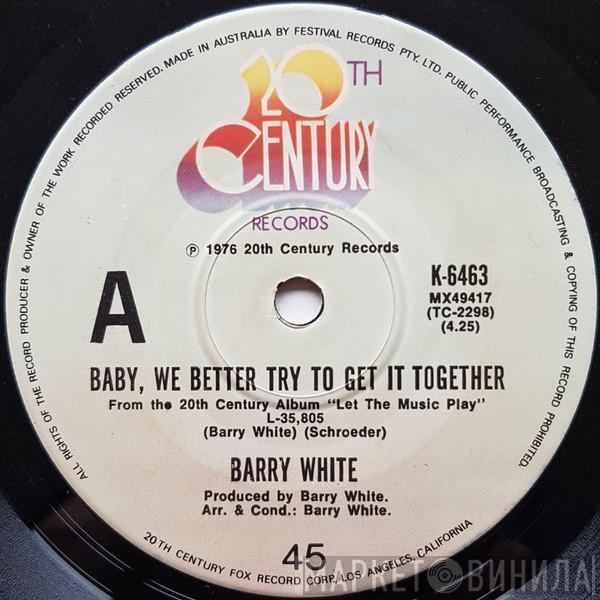 ALL RIGHTS OF THE RECORD PRODUCER & OWNER OF THE WORK RECORDED RESERVED. MADE IN AUSTRALIA BY FESTIVAL RECORDS PTY. LTD. PUBLIC PERFORMANCE BROADCASTING & COPYING OF THIS RECORD PROHIBITED.
20TH
CENTURY
RECORDS
℗ 1976 20th Century Records
A
K-6463
MX49417
(TC-2298)
(4.25)
BABY, WE BETTER TRY TO GET IT TOGETHER
From the 20th Century Album "Let The Music Play"
L-35,805
(Barry White) (Schroeder)
BARRY WHITE
Produced by Barry White.
Arr. & Cond.: Barry White.
45
20TH CENTURY FOX RECORD CORP, LOS ANGELES, CALIFORNIA
МАРКЕТ ВИНИЛА